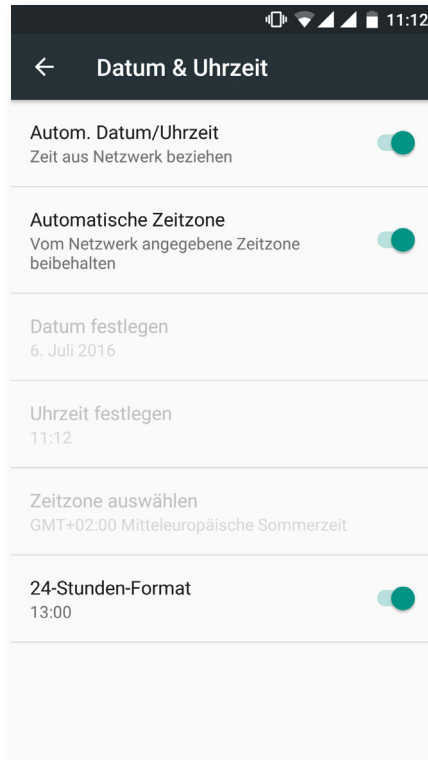 11:12
Datum & Uhrzeit
Autom. Datum/Uhrzeit
Zeit aus Netzwerk beziehen
Automatische Zeitzone
Vom Netzwerk angegebene Zeitzone
beibehalten
Datum festlegen
6. Juli 2016
Uhrzeit festlegen
11:12
Zeitzone auswählen
GMT+02:00 Mitteleuropäische Sommerzeit
24-Stunden-Format
13:00